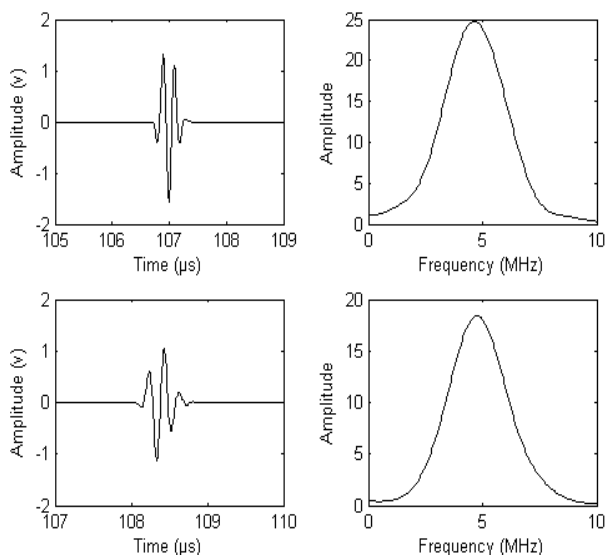 2
1
0
-1
-2
Amplitude (v)
105 106 107 108 109
Time (µs)
25
20
15
10
5
0
Amplitude
0 5 10
Frequency (MHz)
2
1
0
-1
-2
Amplitude (v)
107 108 109 110
Time (µs)
20
15
10
5
0
Amplitude
0 5 10
Frequency (MHz)